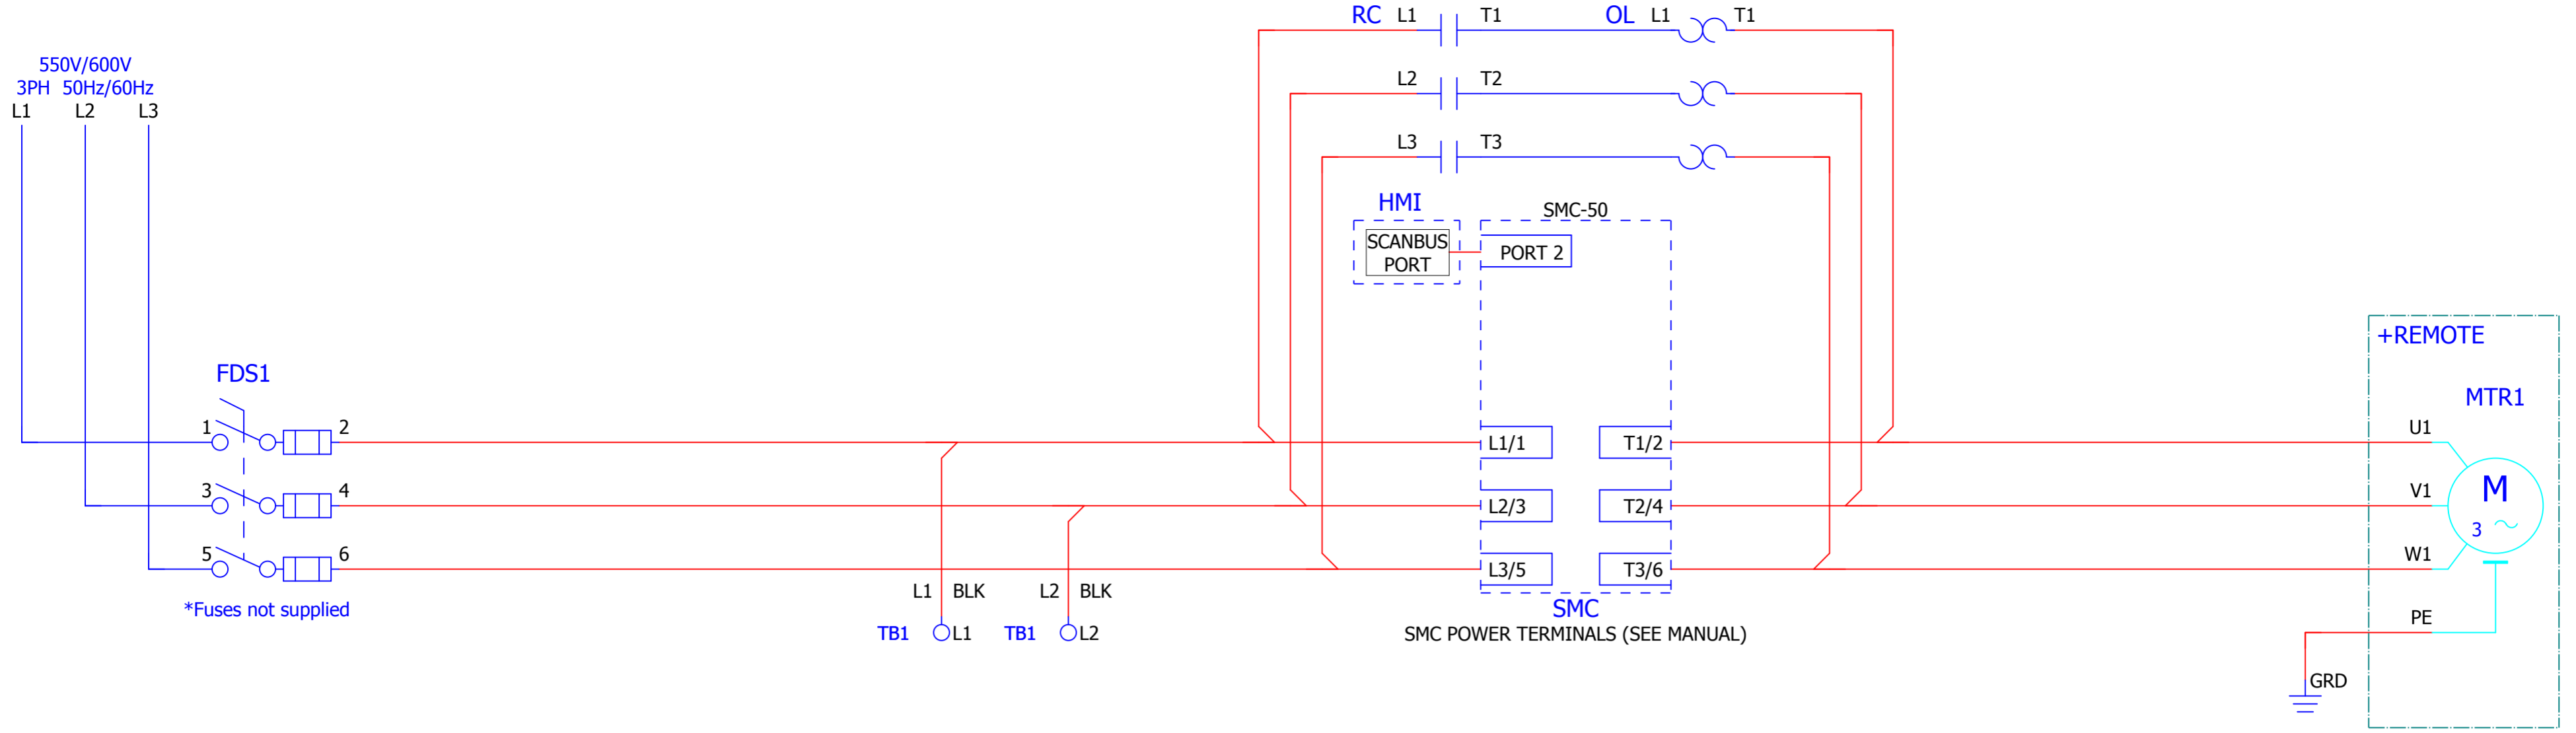 RC L1 T1 OL L1 T1
550V/600V
3PH 50Hz/60Hz
L1 L2 L3
L2 T2
L3 T3
HMI
SMC-50
SCANBUS
PORT
PORT 2
+REMOTE
FDS1
MTR1
1 2
L1/1 T1/2
U1
3 4
L2/3 T2/4
V1
M
3
5 6
L3/5 T3/6
W1
*Fuses not supplied
L1 BLK L2 BLK
SMC
PE
TB1 L1 TB1 L2
SMC POWER TERMINALS (SEE MANUAL)
GRD